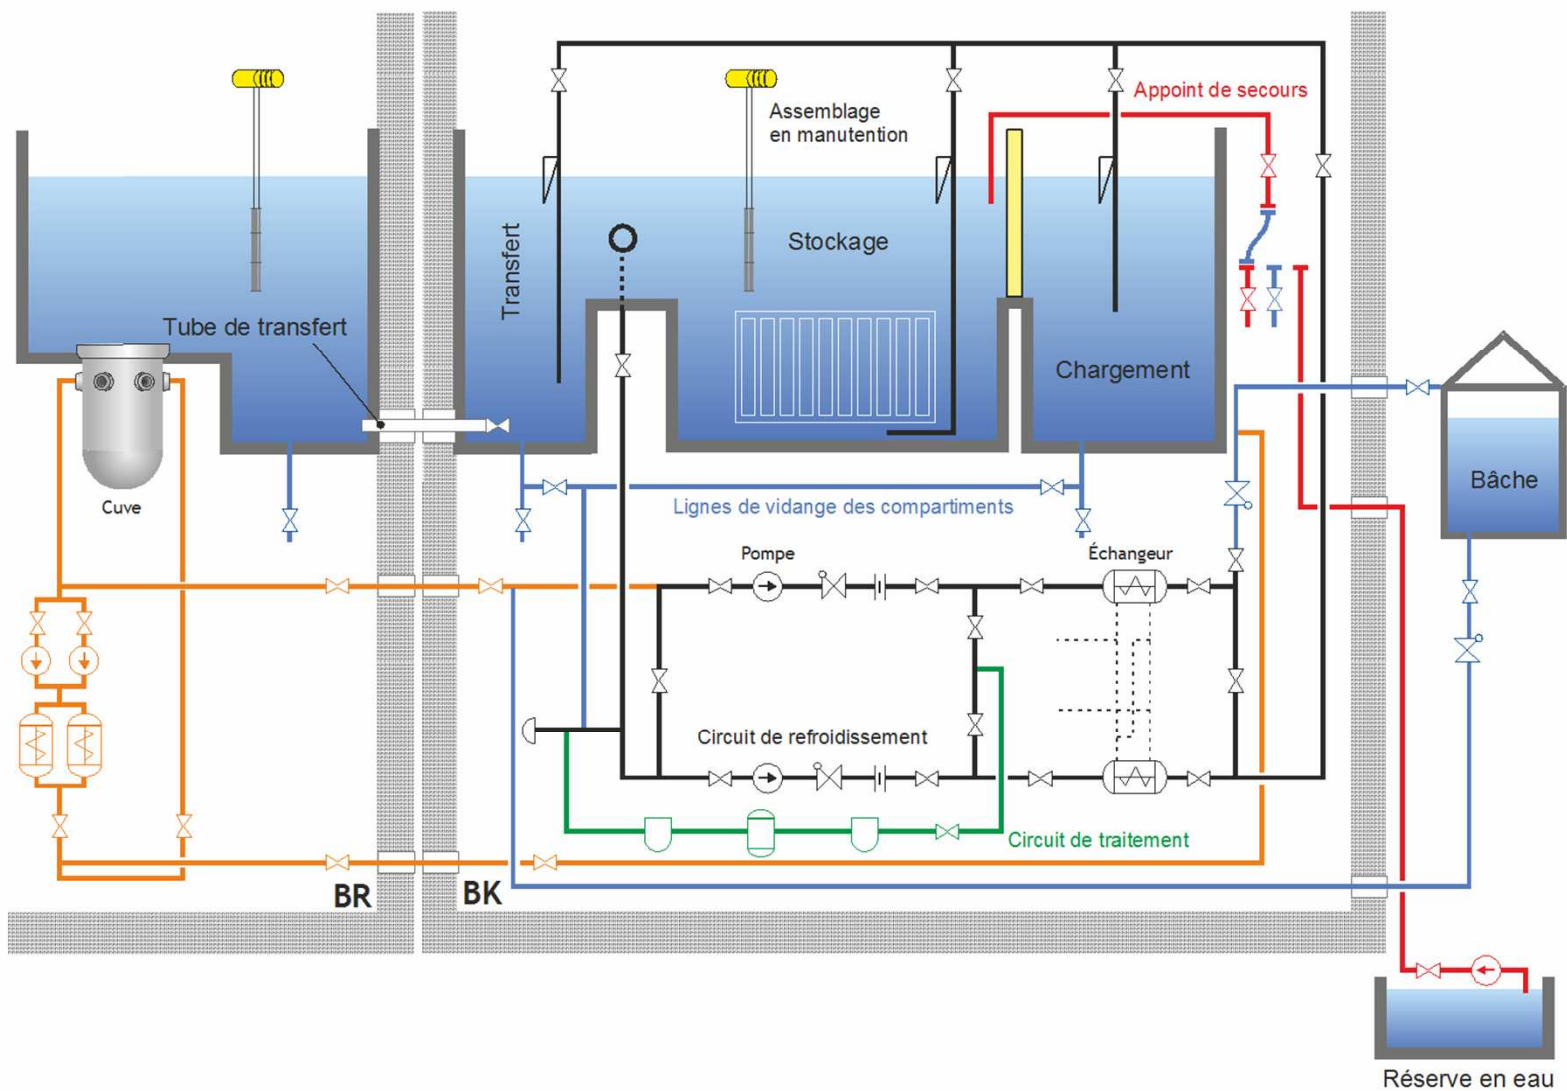 Appoint de secours
Assemblage
en manutention
Transfert
Stockage
Tube de transfert
Chargement
Cuve
Lignes de vidange des compartiments
Bâche
Pompe
Échangeur
Circuit de refroidissement
Circuit de traitement
BR
BK
Réserve en eau